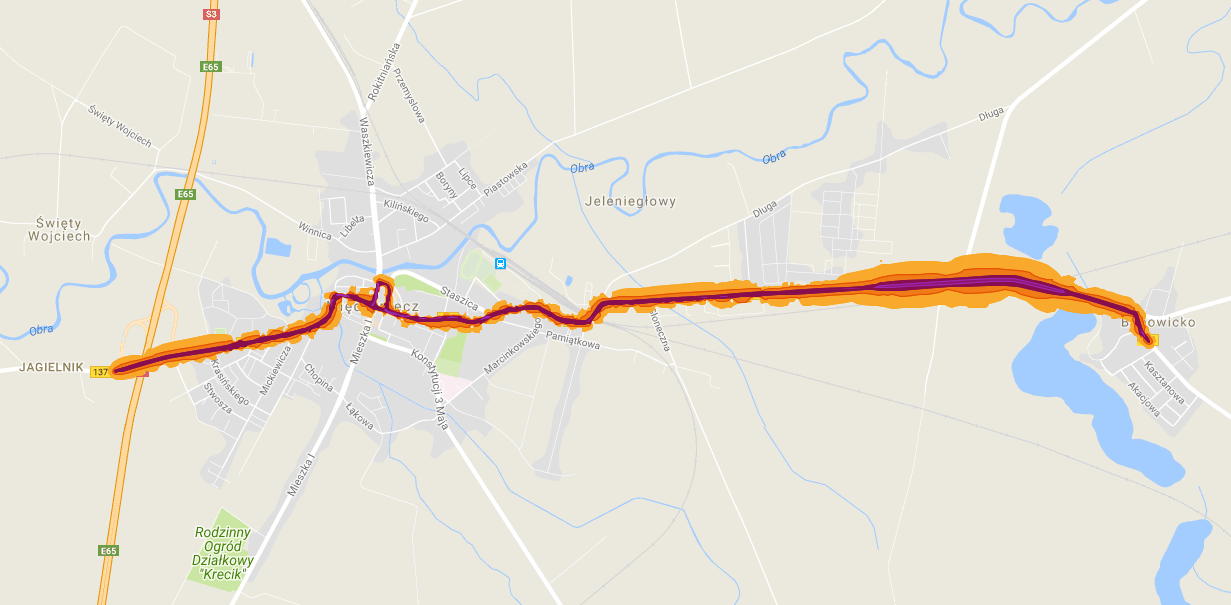 S3
E65
Rokitniańska
Przemysłowa
Święty Wojciech
Waszkiewicza
Długa
Obra
Obra
E65
Lipce
Boryny
Piastowska
Kilińskiego
Libelta
Winnica
Jeleniegłowy
Długa
Święty
Wojciech
Staszica
Obra
Mieszka I
Słoneczna
Pamiątkowa
Marcinkowskiego
Konstytucji 3 Maja
JAGIELNIK
137
Krasińskiego
Stwosza
Mickiewicza
Chopina
Łąkowa
Kasztanowa
Akacjowa
Mieszka I
Rodzinny
Ogród
Działkowy
"Krecik"
E65